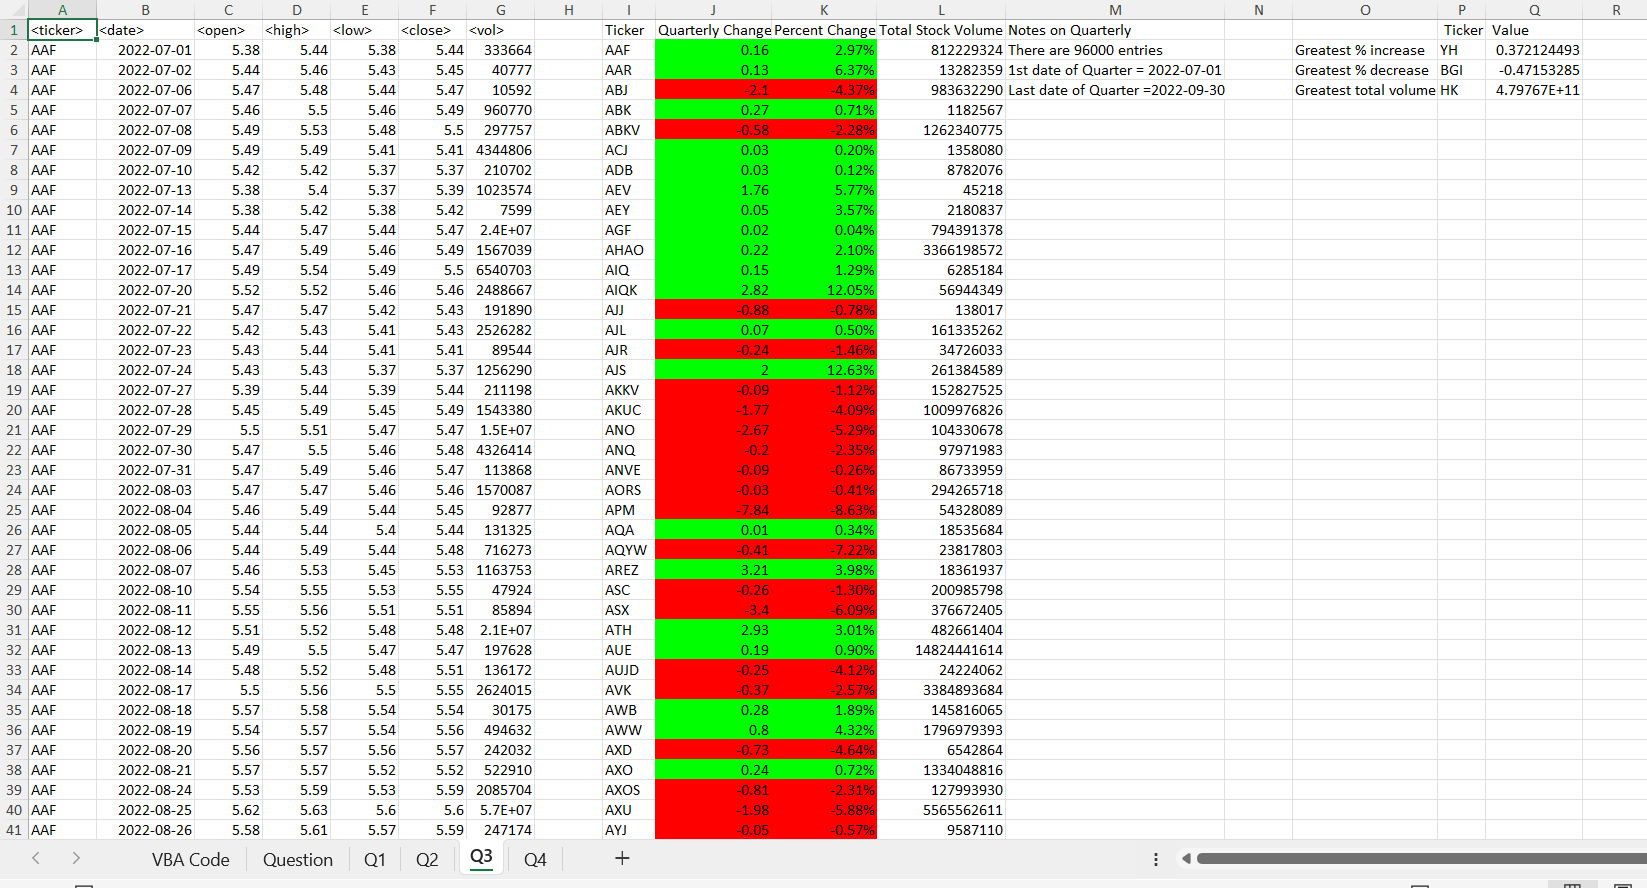 A B C D E F G H I J K L M N O P Q R
1 <ticker> <date> <open> <high> <low> <close> <vol> Ticker Quarterly Change Percent Change Total Stock Volume Notes on Quarterly Ticker Value
2 AAF 2022-07-01 5.38 5.44 5.38 5.44 333664 AAF 0.16 2.97% 812229324 There are 96000 entries Greatest % increase YH 0.372124493
3 AAF 2022-07-02 5.44 5.46 5.43 5.45 40777 AAR 0.13 6.37% 13282359 1st date of Quarter = 2022-07-01 Greatest % decrease BGI -0.47153285
4 AAF 2022-07-06 5.47 5.48 5.44 5.47 10592 ABJ -2.1 -4.37% 983632290 Last date of Quarter =2022-09-30 Greatest total volume HK 4.79767E+11
5 AAF 2022-07-07 5.46 5.5 5.46 5.49 960770 ABK 0.27 0.71% 1182567
6 AAF 2022-07-08 5.49 5.53 5.48 5.5 297757 ABKV -0.58 -2.28% 1262340775
7 AAF 2022-07-09 5.49 5.49 5.41 5.41 4344806 ACJ 0.03 0.20% 1358080
8 AAF 2022-07-10 5.42 5.42 5.37 5.37 210702 ADB 0.03 0.12% 8782076
9 AAF 2022-07-13 5.38 5.4 5.37 5.39 1023574 AEV 1.76 5.77% 45218
10 AAF 2022-07-14 5.38 5.42 5.38 5.42 7599 AEY 0.05 3.57% 2180837
11 AAF 2022-07-15 5.44 5.47 5.44 5.47 2.4E+07 AGF 0.02 0.04% 794391378
12 AAF 2022-07-16 5.47 5.49 5.46 5.49 1567039 AHAO 0.22 2.10% 3366198572
13 AAF 2022-07-17 5.49 5.54 5.49 5.5 6540703 AIQ 0.15 1.29% 6285184
14 AAF 2022-07-20 5.52 5.52 5.46 5.46 2488667 AIQK 2.82 12.05% 56944349
15 AAF 2022-07-21 5.47 5.47 5.42 5.43 191890 AJJ -0.88 -0.78% 138017
16 AAF 2022-07-22 5.42 5.43 5.41 5.43 2526282 AJL 0.07 0.50% 161335262
17 AAF 2022-07-23 5.43 5.44 5.41 5.41 89544 AJR -0.24 -1.46% 34726033
18 AAF 2022-07-24 5.43 5.43 5.37 5.37 1256290 AJS 2 12.63% 261384589
19 AAF 2022-07-27 5.39 5.44 5.39 5.44 211198 AKKV -0.09 -1.12% 152827525
20 AAF 2022-07-28 5.45 5.49 5.45 5.49 1543380 AKUC -1.77 -4.09% 1009976826
21 AAF 2022-07-29 5.5 5.51 5.47 5.47 1.5E+07 ANO -2.67 -5.29% 104330678
22 AAF 2022-07-30 5.47 5.5 5.46 5.48 4326414 ANQ -0.2 -2.35% 97971983
23 AAF 2022-07-31 5.47 5.49 5.46 5.47 113868 ANVE -0.09 -0.26% 86733959
24 AAF 2022-08-03 5.47 5.47 5.46 5.46 1570087 AORS -0.03 -0.41% 294265718
25 AAF 2022-08-04 5.46 5.49 5.44 5.45 92877 APM -7.84 -8.63% 54328089
26 AAF 2022-08-05 5.44 5.44 5.4 5.44 131325 AQA 0.01 0.34% 18535684
27 AAF 2022-08-06 5.44 5.49 5.44 5.48 716273 AQYW -0.41 -7.22% 23817803
28 AAF 2022-08-07 5.46 5.53 5.45 5.53 1163753 AREZ 3.21 3.98% 18361937
29 AAF 2022-08-10 5.54 5.55 5.53 5.55 47924 ASC -0.26 -1.30% 200985798
30 AAF 2022-08-11 5.55 5.56 5.51 5.51 85894 ASX -3.4 -6.09% 376672405
31 AAF 2022-08-12 5.51 5.52 5.48 5.48 2.1E+07 ATH 2.93 3.01% 482661404
32 AAF 2022-08-13 5.49 5.5 5.47 5.47 197628 AUE 0.19 0.90% 14824441614
33 AAF 2022-08-14 5.48 5.52 5.48 5.51 136172 AUJD -0.25 -4.12% 24224062
34 AAF 2022-08-17 5.5 5.56 5.5 5.55 2624015 AVK -0.37 -2.57% 3384893684
35 AAF 2022-08-18 5.57 5.58 5.54 5.54 30175 AWB 0.28 1.89% 145816065
36 AAF 2022-08-19 5.54 5.57 5.54 5.56 494632 AWW 0.8 4.32% 1796979393
37 AAF 2022-08-20 5.56 5.57 5.56 5.57 242032 AXD -0.73 -4.64% 6542864
38 AAF 2022-08-21 5.57 5.57 5.52 5.52 522910 AXO 0.24 0.72% 1334048816
39 AAF 2022-08-24 5.53 5.59 5.53 5.59 2085704 AXOS -0.81 -2.31% 127993930
40 AAF 2022-08-25 5.62 5.63 5.6 5.6 5.7E+07 AXU -1.98 -5.88% 5565562611
41 AAF 2022-08-26 5.58 5.61 5.57 5.59 247174 AYJ -0.05 -0.57% 9587110
VBA Code Question Q1 Q2 Q3 Q4